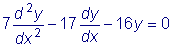 7 d²y/dx² − 17 dy/dx − 16y = 0